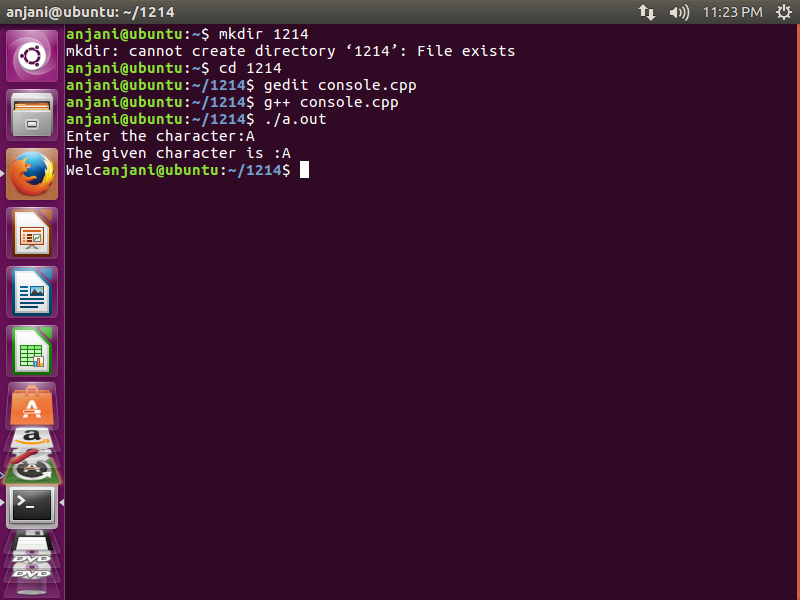 anjani@ubuntu: ~/1214
11:23 PM
anjani@ubuntu:~$ mkdir 1214
mkdir: cannot create directory ‘1214’: File exists
anjani@ubuntu:~$ cd 1214
anjani@ubuntu:~/1214$ gedit console.cpp
anjani@ubuntu:~/1214$ g++ console.cpp
anjani@ubuntu:~/1214$ ./a.out
Enter the character:A
The given character is :A
Welcanjani@ubuntu:~/1214$
A
a
A
>_
DVD
DVD